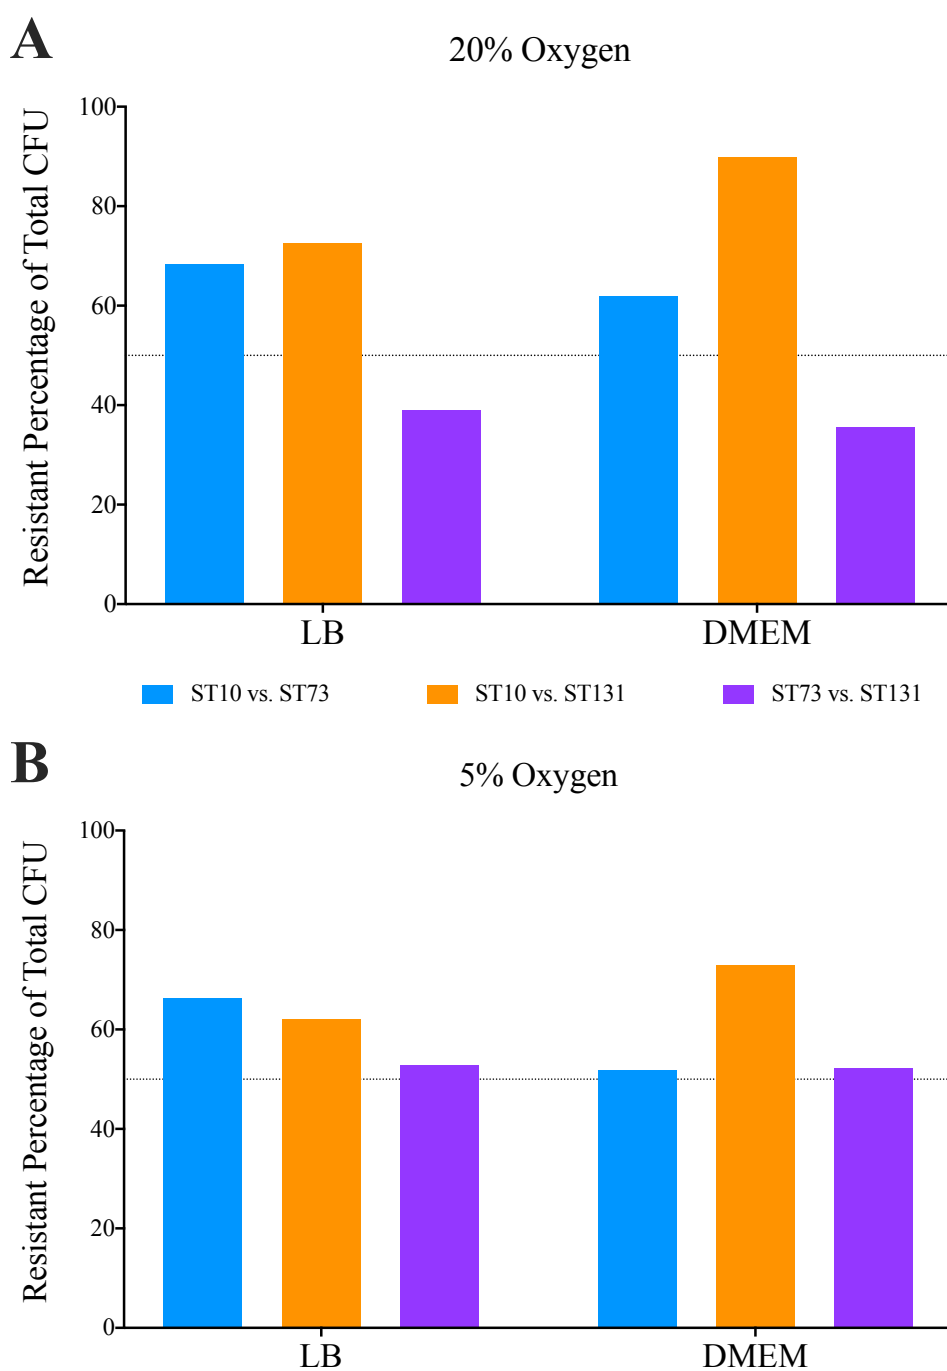 A
20% Oxygen
Resistant Percentage of Total CFU
100
80
60
40
20
0
LB DMEM
ST10 vs. ST73 ST10 vs. ST131 ST73 vs. ST131
B
5% Oxygen
Resistant Percentage of Total CFU
100
80
60
40
20
0
LB DMEM